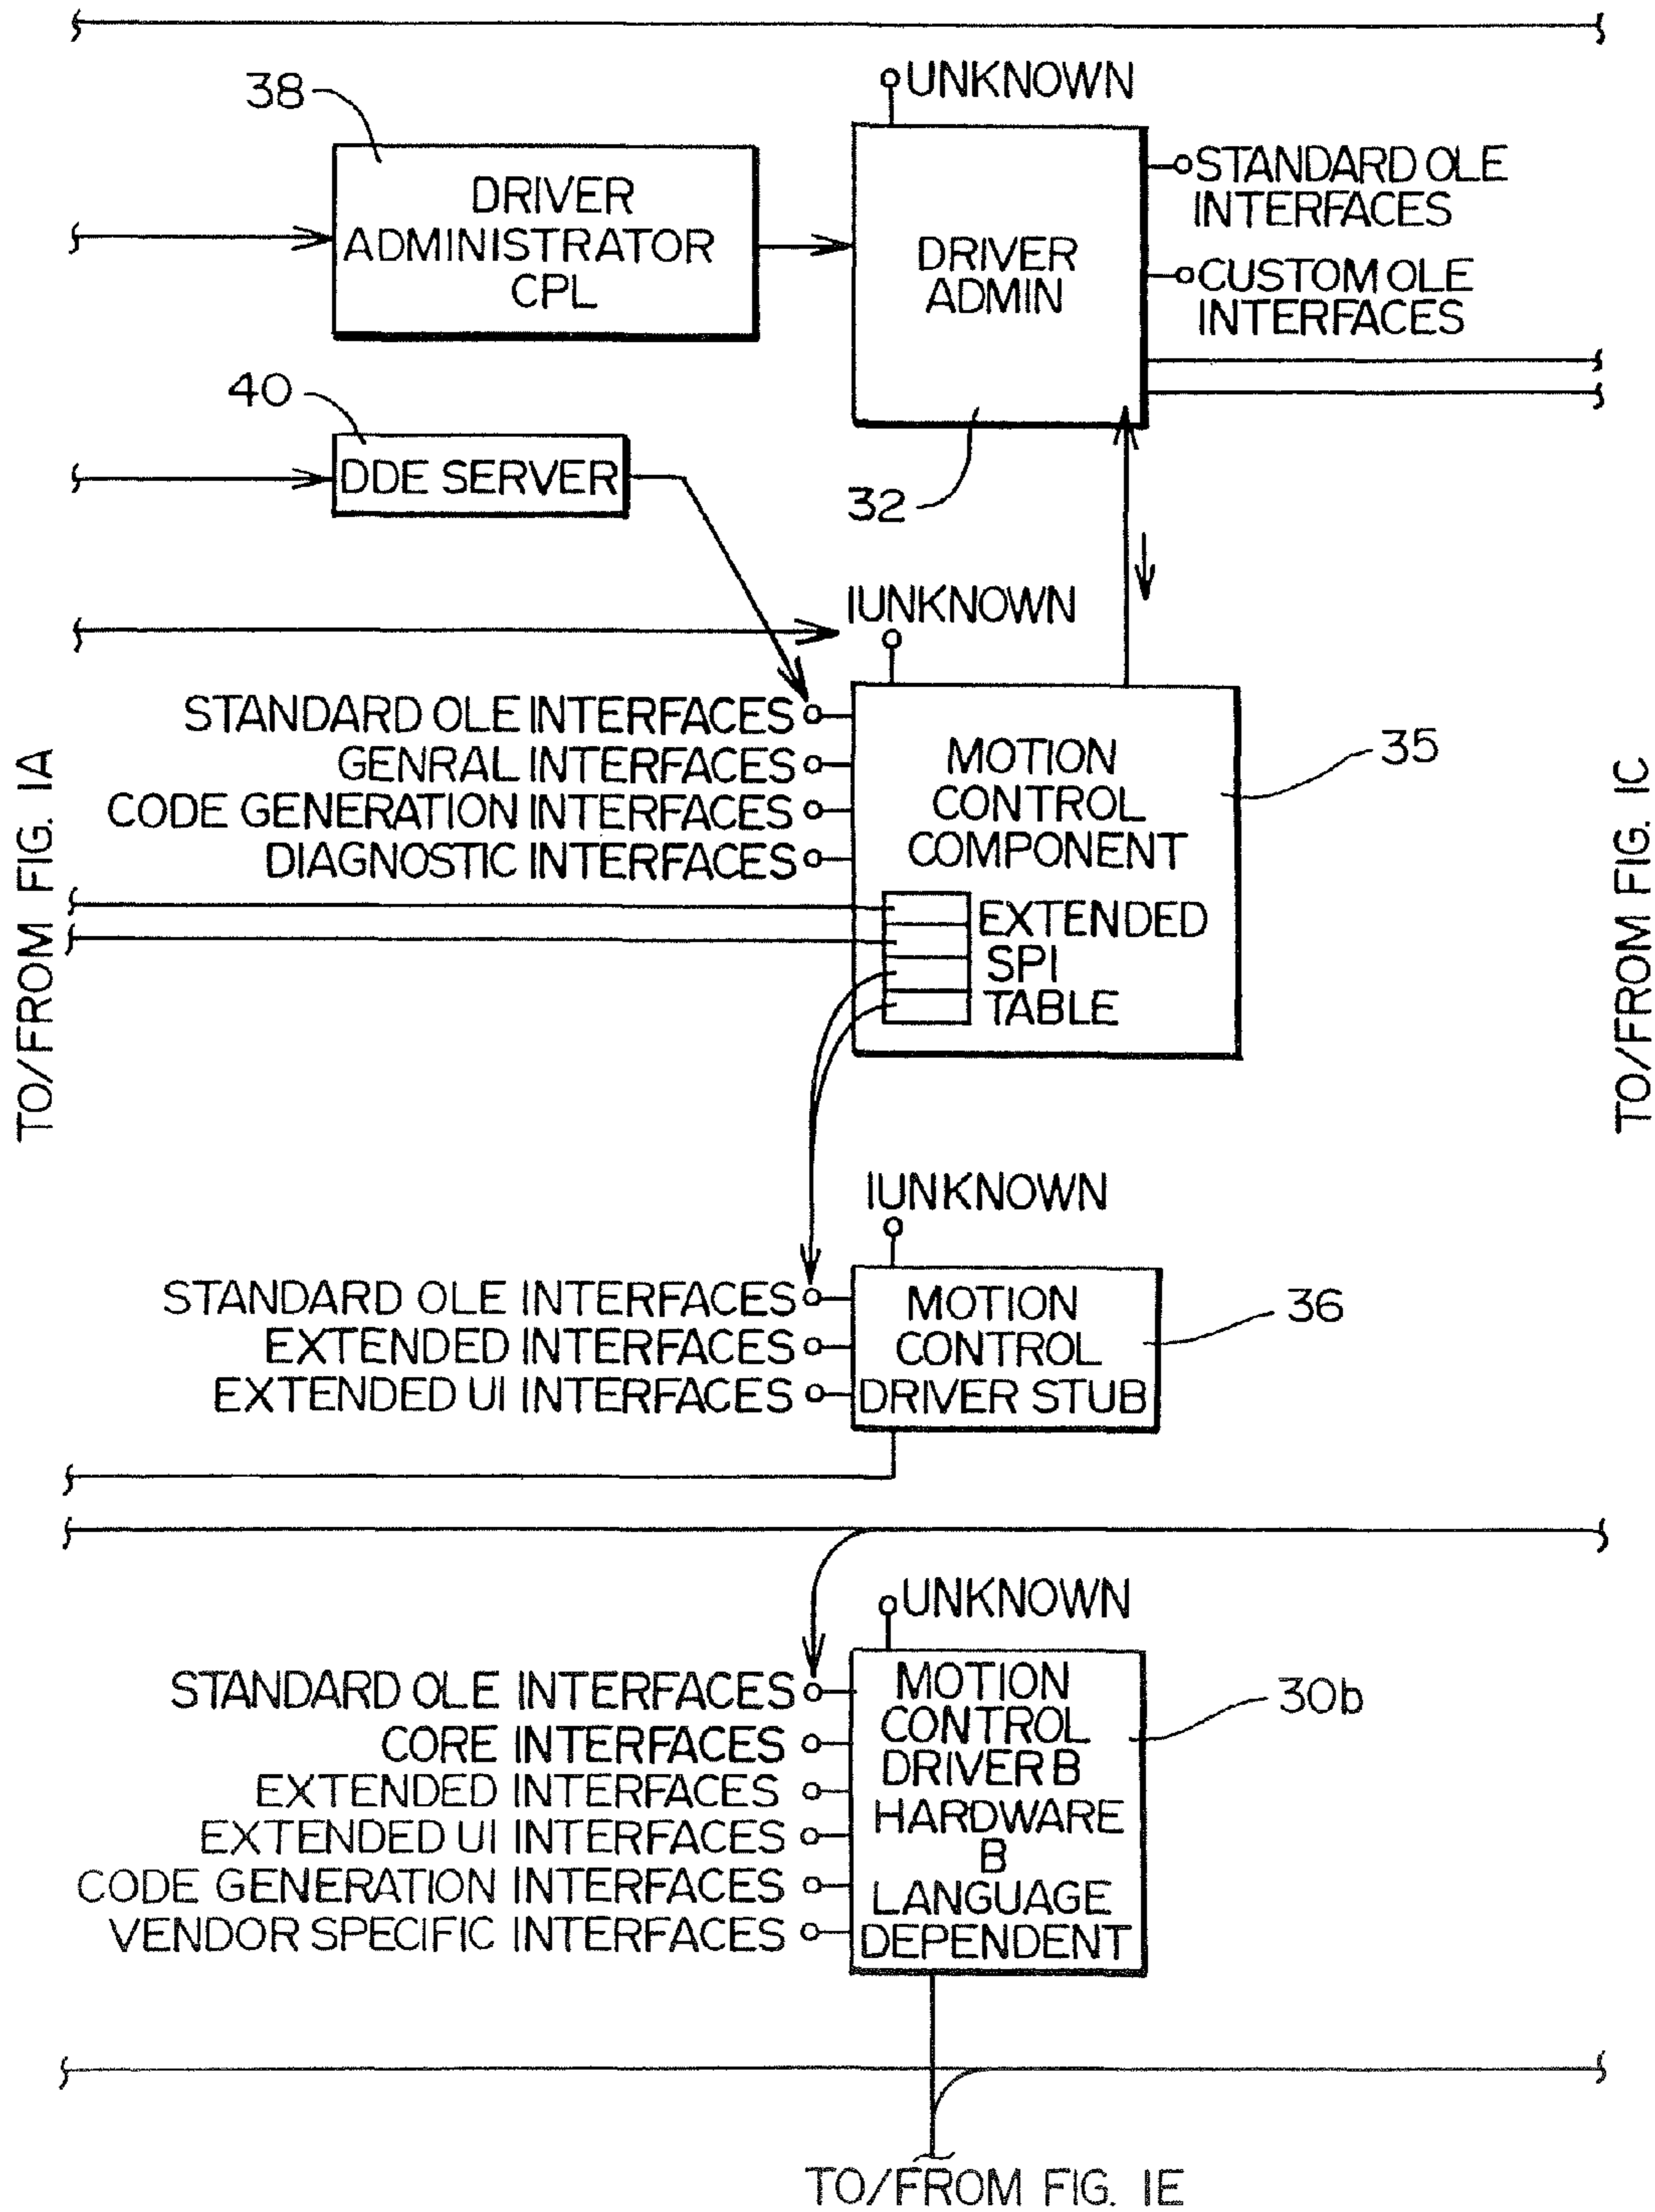 UNKNOWN
38
DRIVER
ADMINISTRATOR
CPL
STANDARD OLE
INTERFACES
DRIVER
ADMIN
CUSTOM OLE
INTERFACES
40
DDE SERVER
32
IUNKNOWN
STANDARD OLE INTERFACES
GENRAL INTERFACES
CODE GENERATION INTERFACES
DIAGNOSTIC INTERFACES
MOTION
CONTROL
COMPONENT
35
EXTENDED
SPI
TABLE
TO/FROM FIG. 1A
TO/FROM FIG. 1C
IUNKNOWN
STANDARD OLE INTERFACES
EXTENDED INTERFACES
EXTENDED UI INTERFACES
MOTION
CONTROL
DRIVER STUB
36
UNKNOWN
STANDARD OLE INTERFACES
CORE INTERFACES
EXTENDED INTERFACES
EXTENDED UI INTERFACES
CODE GENERATION INTERFACES
VENDOR SPECIFIC INTERFACES
MOTION
CONTROL
DRIVER B
HARDWARE
B
LANGUAGE
DEPENDENT
30b
TO/FROM FIG. 1E